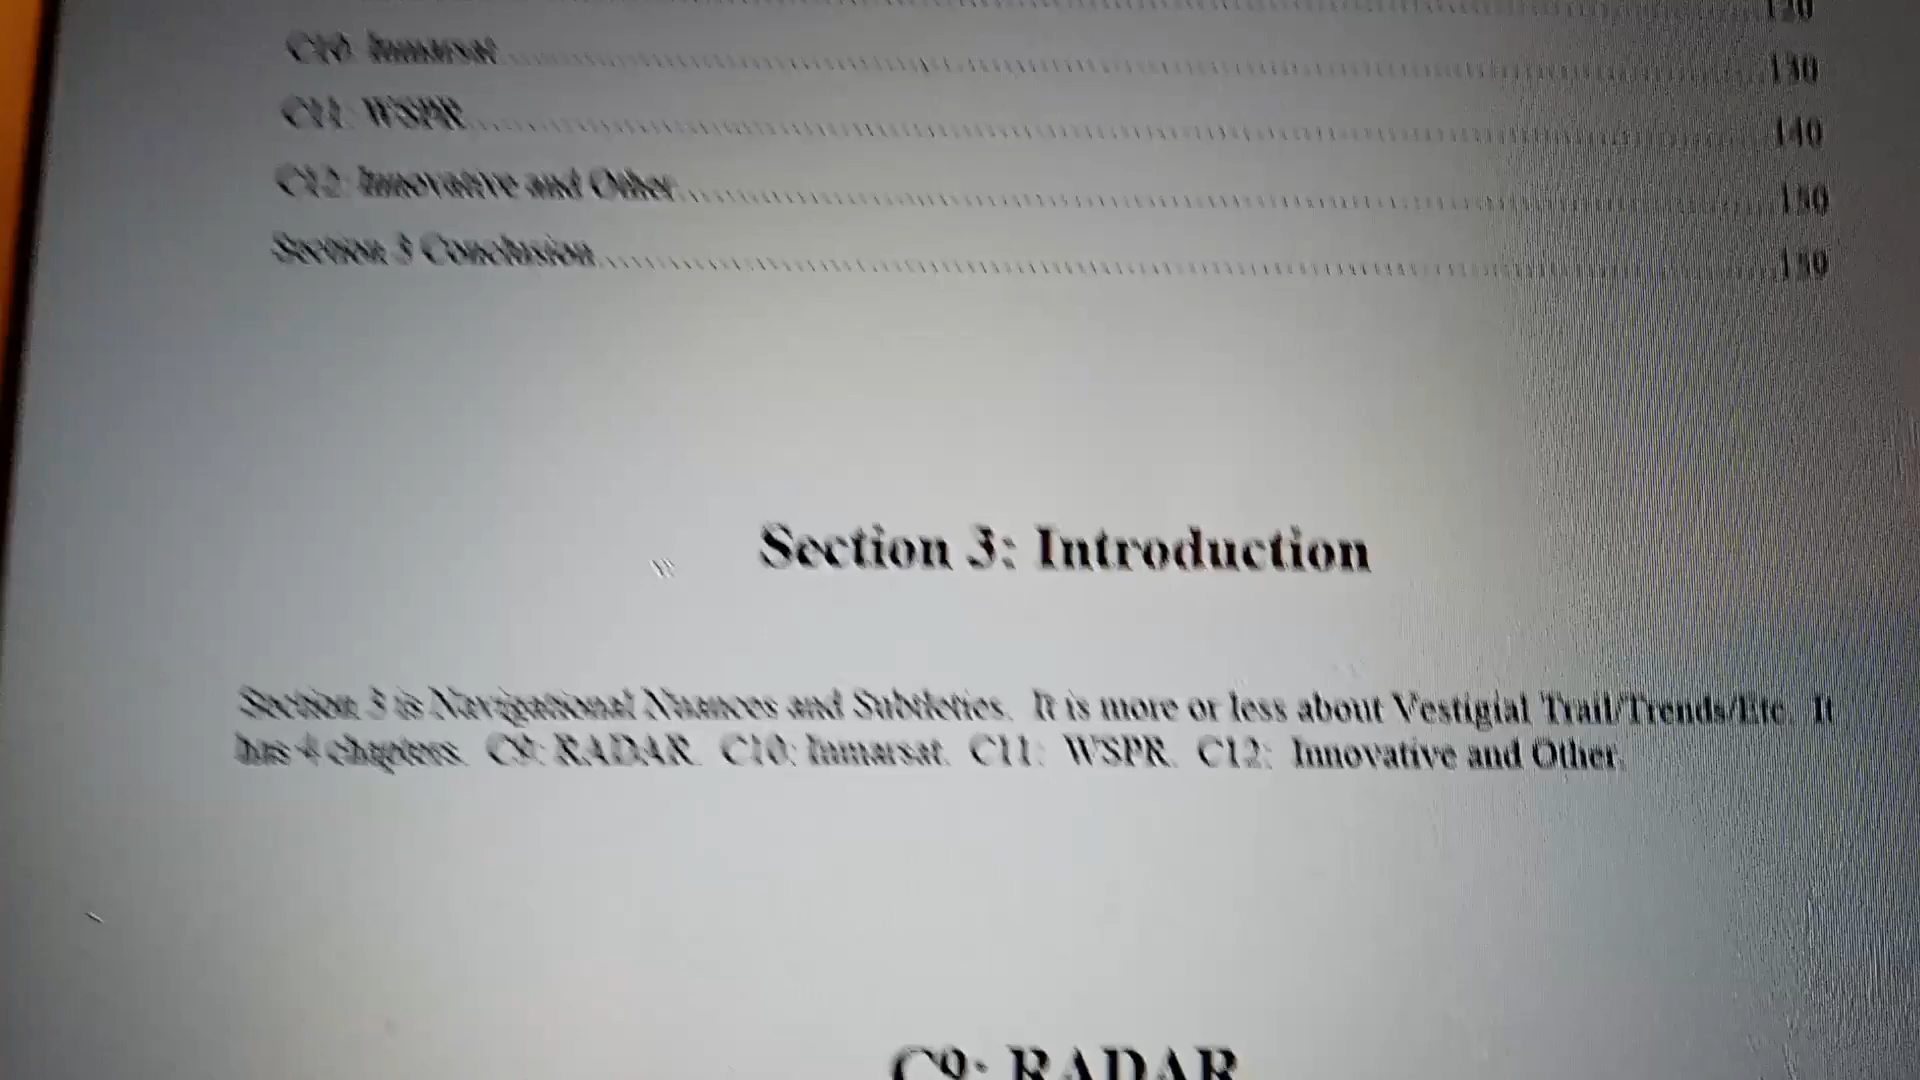 120
C10: Inmarsat 130
C11: WSPR 140
C12: Innovative and Other 150
Section 3 Conclusion 150
Section 3: Introduction
Section 3 is Navigational Nuances and Subtleties. It is more or less about Vestigial Trail/Trends/Etc. It
has 4 chapters. C9: RADAR. C10: Inmarsat. C11: WSPR. C12: Innovative and Other.
C9: RADAR